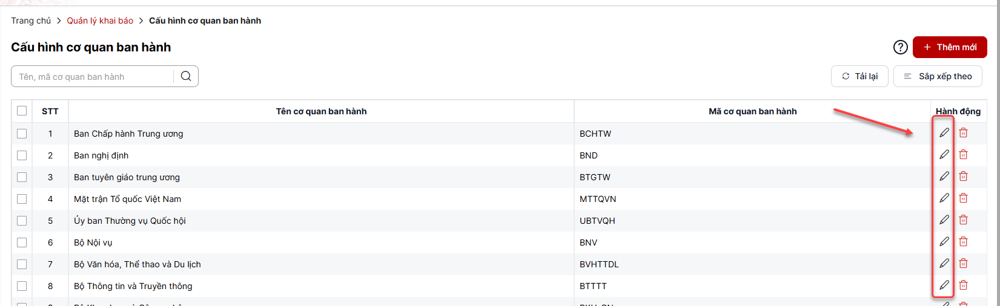 Trang chủ > Quản lý khai báo > Cấu hình cơ quan ban hành
Cấu hình cơ quan ban hành
? + Thêm mới
Tên, mã cơ quan ban hành
Tải lại Sắp xếp theo
STT Tên cơ quan ban hành Mã cơ quan ban hành Hành động
1 Ban Chấp hành Trung ương BCHTW
2 Ban nghị định BND
3 Ban tuyên giáo trung ương BTGTW
4 Mặt trận Tổ quốc Việt Nam MTTQVN
5 Ủy ban Thường vụ Quốc hội UBTVQH
6 Bộ Nội vụ BNV
7 Bộ Văn hóa, Thể thao và Du lịch BVHTTDL
8 Bộ Thông tin và Truyền thông BTTTT